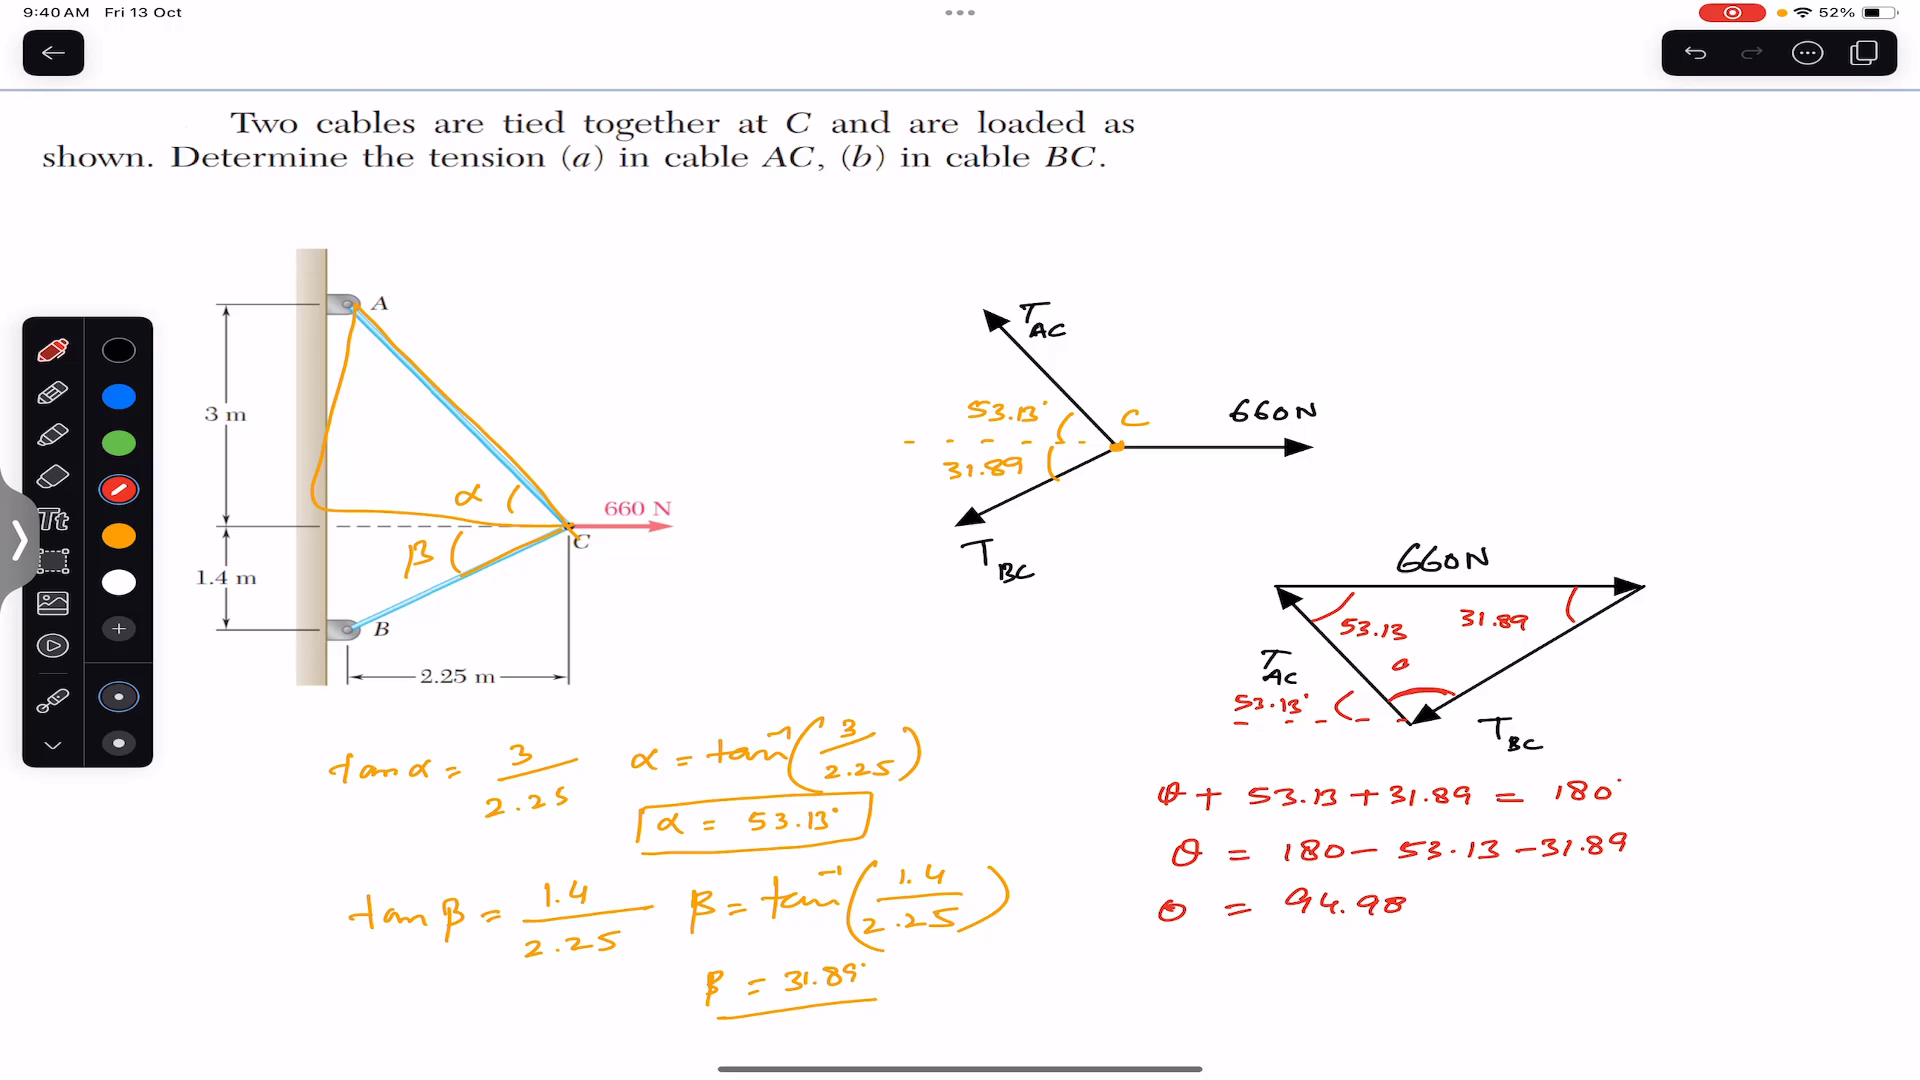 9:40 AM Fri 13 Oct
52%
Two cables are tied together at C and are loaded as
shown. Determine the tension (a) in cable AC, (b) in cable BC.
A
3 m
α
660 N
C
β
1.4 m
B
2.25 m
Tt
T_AC
53.13°
C
660N
31.89
T_BC
660N
53.13
31.89
T_AC
θ
53.13°
T_BC
tan α = 3/2.25
α = tan⁻¹(3/2.25)
α = 53.13°
tan β = 1.4/2.25
β = tan⁻¹(1.4/2.25)
β = 31.89°
θ + 53.13 + 31.89 = 180°
θ = 180 − 53.13 − 31.89
θ = 94.98